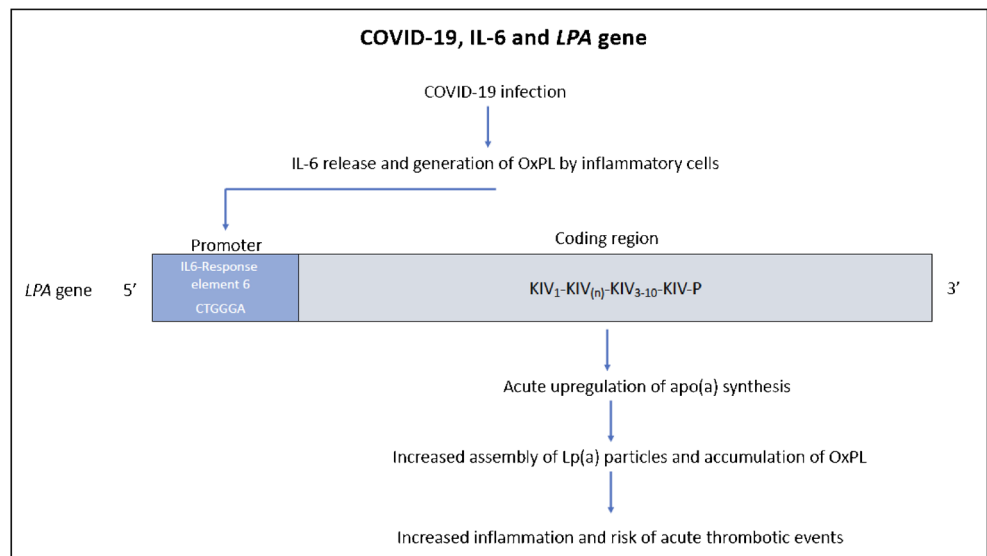 COVID-19, IL-6 and LPA gene
COVID-19 infection
IL-6 release and generation of OxPL by inflammatory cells
Promoter
Coding region
LPA gene
5’
IL6-Response
element 6
CTGGGA
KIV₁-KIV₍ₙ₎-KIV₃₋₁₀-KIV-P
3’
Acute upregulation of apo(a) synthesis
Increased assembly of Lp(a) particles and accumulation of OxPL
Increased inflammation and risk of acute thrombotic events